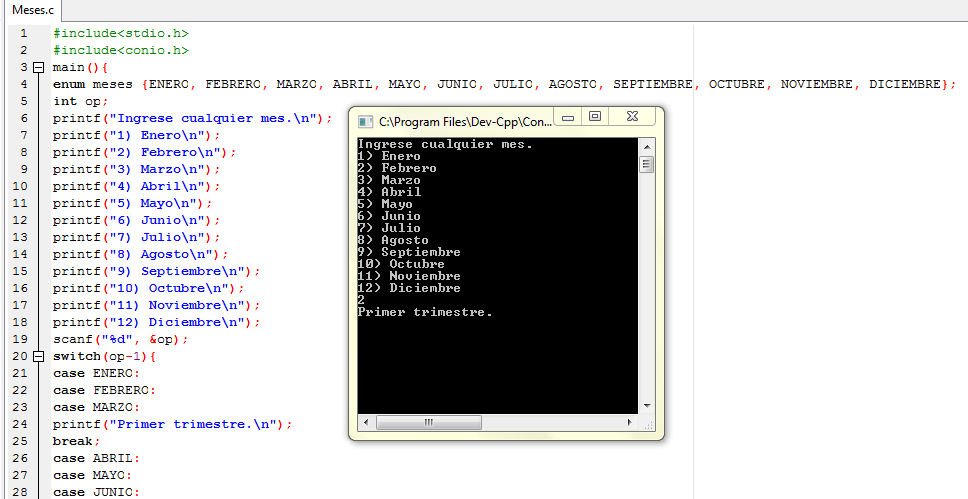 Meses.c
1 #include<stdio.h>
2 #include<conio.h>
3 main(){
4 enum meses {ENERO, FEBRERO, MARZO, ABRIL, MAYO, JUNIO, JULIO, AGOSTO, SEPTIEMBRE, OCTUBRE, NOVIEMBRE, DICIEMBRE};
5 int op;
6 printf("Ingrese cualquier mes.\n");
7 printf("1) Enero\n");
8 printf("2) Febrero\n");
9 printf("3) Marzo\n");
10 printf("4) Abril\n");
11 printf("5) Mayo\n");
12 printf("6) Junio\n");
13 printf("7) Julio\n");
14 printf("8) Agosto\n");
15 printf("9) Septiembre\n");
16 printf("10) Octubre\n");
17 printf("11) Noviembre\n");
18 printf("12) Diciembre\n");
19 scanf("%d", &op);
20 switch(op-1){
21 case ENERO:
22 case FEBRERO:
23 case MARZO:
24 printf("Primer trimestre.\n");
25 break;
26 case ABRIL:
27 case MAYO:
28 case JUNIO:
C:\Program Files\Dev-Cpp\Con...
Ingrese cualquier mes.
1) Enero
2) Febrero
3) Marzo
4) Abril
5) Mayo
6) Junio
7) Julio
8) Agosto
9) Septiembre
10) Octubre
11) Noviembre
12) Diciembre
2
Primer trimestre.